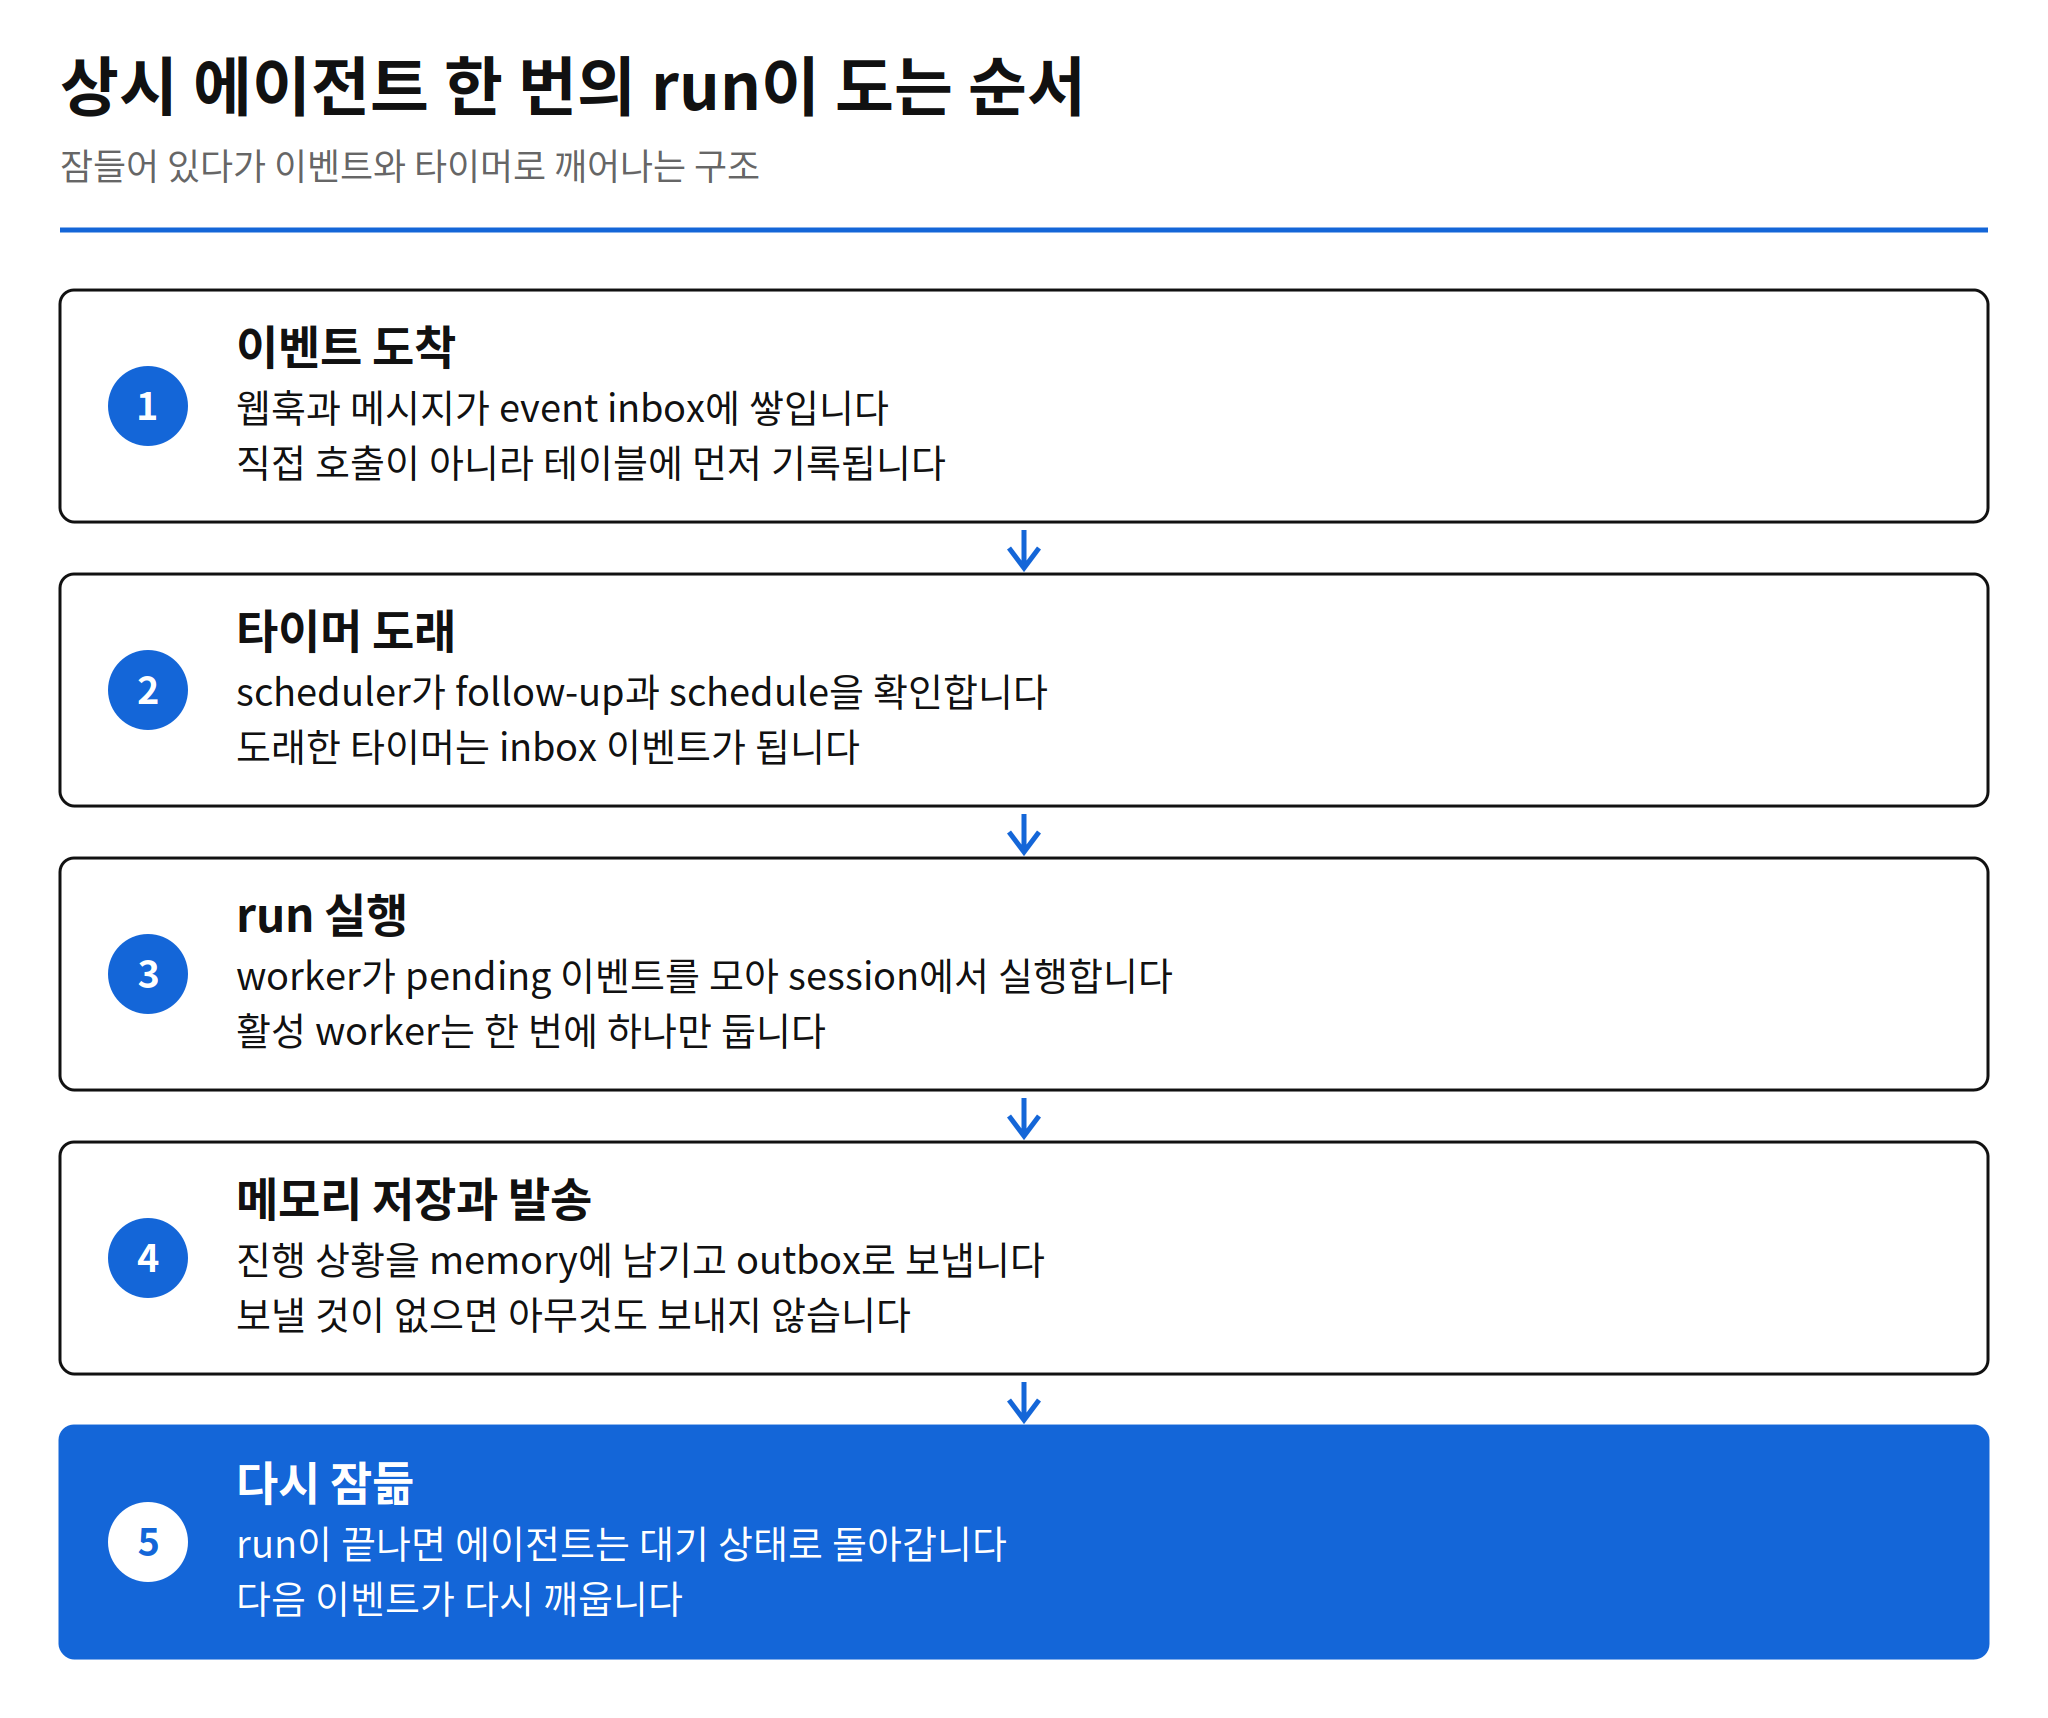 상시 에이전트 한 번의 run이 도는 순서
잠들어 있다가 이벤트와 타이머로 깨어나는 구조
1
이벤트 도착
웹훅과 메시지가 event inbox에 쌓입니다
직접 호출이 아니라 테이블에 먼저 기록됩니다
2
타이머 도래
scheduler가 follow-up과 schedule을 확인합니다
도래한 타이머는 inbox 이벤트가 됩니다
3
run 실행
worker가 pending 이벤트를 모아 session에서 실행합니다
활성 worker는 한 번에 하나만 둡니다
4
메모리 저장과 발송
진행 상황을 memory에 남기고 outbox로 보냅니다
보낼 것이 없으면 아무것도 보내지 않습니다
5
다시 잠듦
run이 끝나면 에이전트는 대기 상태로 돌아갑니다
다음 이벤트가 다시 깨웁니다